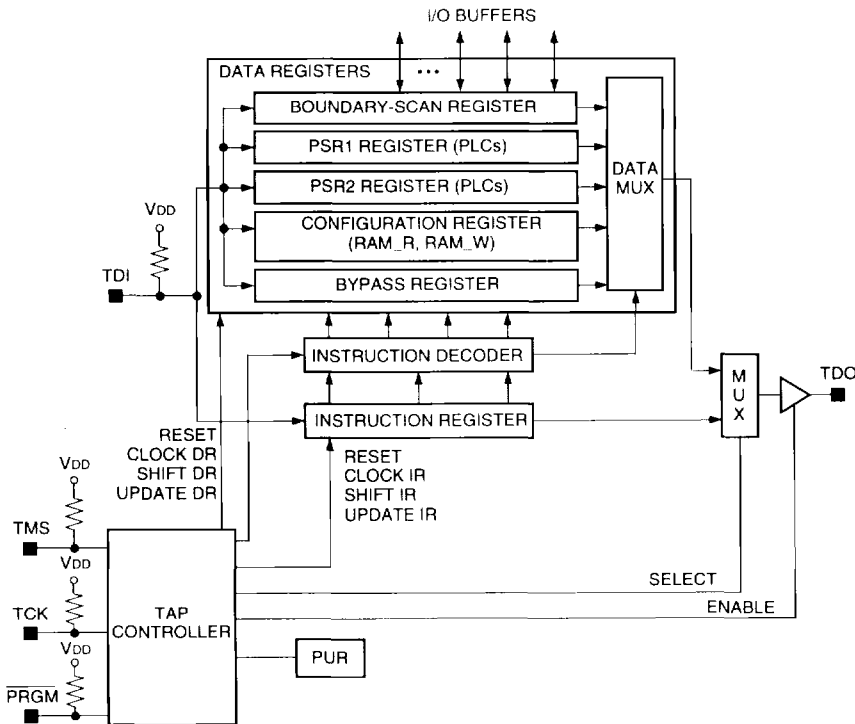 I/O BUFFERS
DATA REGISTERS
...
BOUNDARY-SCAN REGISTER
PSR1 REGISTER (PLCs)
PSR2 REGISTER (PLCs)
CONFIGURATION REGISTER
(RAM_R, RAM_W)
BYPASS REGISTER
DATA
MUX
VDD
TDI
INSTRUCTION DECODER
INSTRUCTION REGISTER
M
U
X
TDO
RESET
CLOCK DR
SHIFT DR
UPDATE DR
RESET
CLOCK IR
SHIFT IR
UPDATE IR
VDD
TMS
VDD
TCK
VDD
PRGM
TAP
CONTROLLER
SELECT
ENABLE
PUR